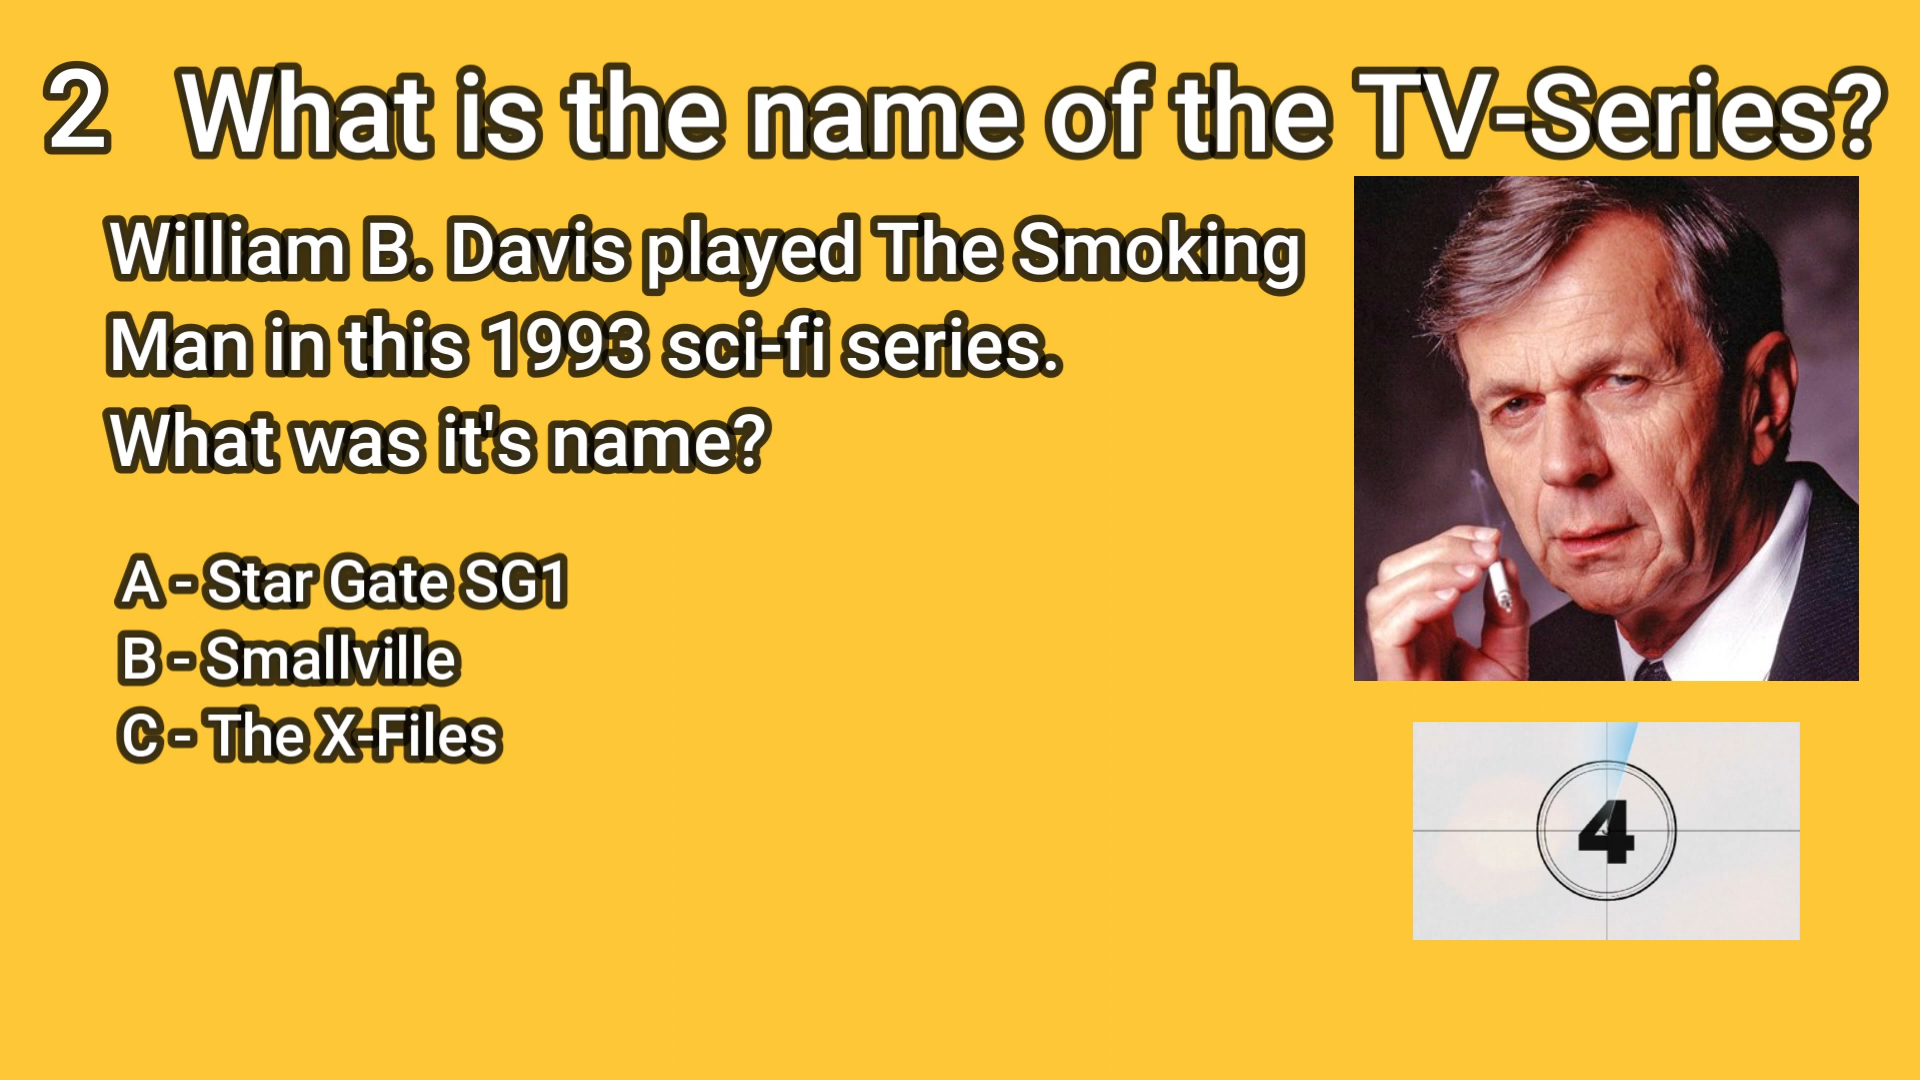 2 What is the name of the TV-Series?
William B. Davis played The Smoking
Man in this 1993 sci-fi series.
What was it's name?
A - Star Gate SG1
B - Smallville
C - The X-Files
4